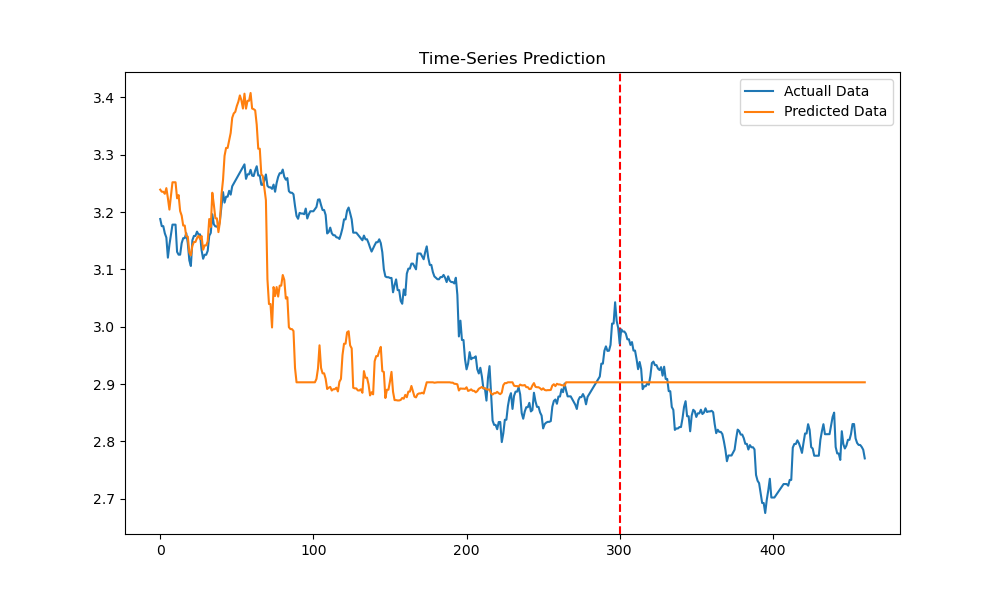 Time-Series Prediction
Actuall Data
Predicted Data
3.4
3.3
3.2
3.1
3.0
2.9
2.8
2.7
0 100 200 300 400